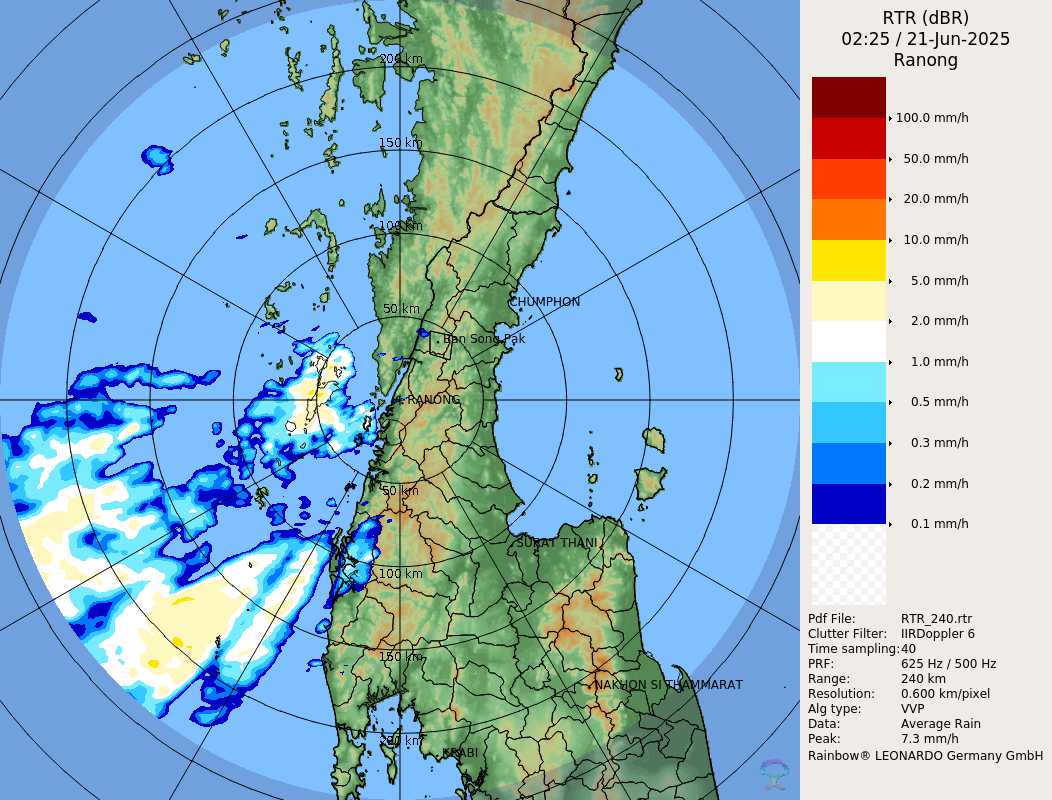 RTR (dBR)
02:25 / 21-Jun-2025
Ranong
100.0 mm/h
50.0 mm/h
20.0 mm/h
10.0 mm/h
5.0 mm/h
2.0 mm/h
1.0 mm/h
0.5 mm/h
0.3 mm/h
0.2 mm/h
0.1 mm/h
Pdf File: RTR_240.rtr
Clutter Filter: IIRDoppler 6
Time sampling:40
PRF: 625 Hz / 500 Hz
Range: 240 km
Resolution: 0.600 km/pixel
Alg type: VVP
Data: Average Rain
Peak: 7.3 mm/h
Rainbow® LEONARDO Germany GmbH
200 km
150 km
100 km
50 km
CHUMPHON
Ban Song Pak
RANONG
50 km
SURAT THANI
100 km
150 km
NAKHON SI THAMMARAT
200 km
KRABI